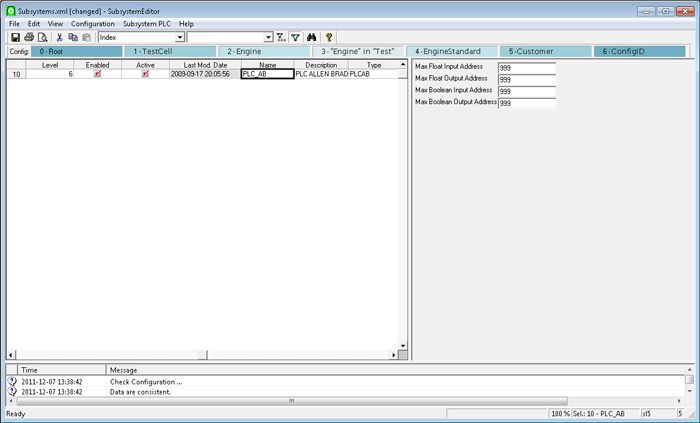 Subsystems.xml [changed] - SubsystemEditor
File Edit View Configuration Subsystem PLC Help
Index
Config: 0 - Root 1 - TestCell 2 - Engine 3 - "Engine" in "Test" 4 - EngineStandard 5 - Customer 6 - ConfigID
Level Enabled Active Last Mod. Date Name Description Type
10 6 2009-09-17 20:05:56 PLC_AB PLC ALLEN BRAD PLCAB
Max Float Input Address 999
Max Float Output Address 999
Max Boolean Input Address 999
Max Boolean Output Address 999
Time Message
2011-12-07 13:38:42 Check Configuration ...
2011-12-07 13:38:42 Data are consistent.
Ready 100 % Sel.: 10 - PLC_AB sl5 5